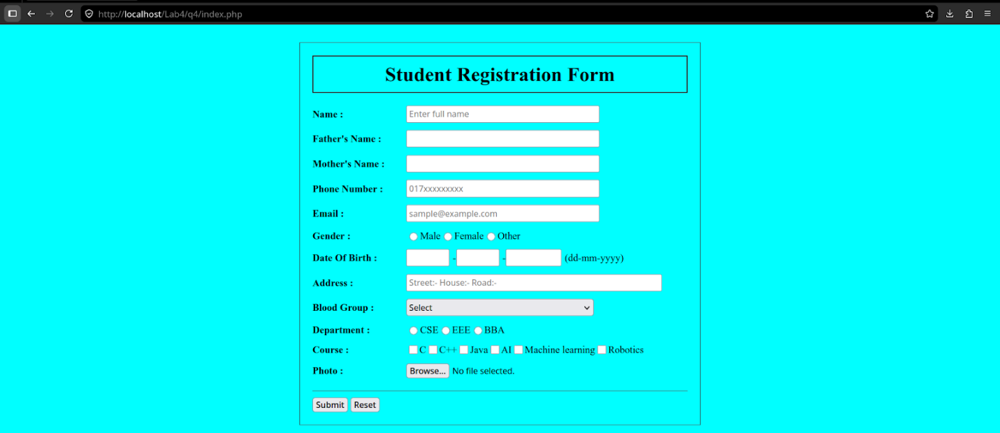 http://localhost/Lab4/q4/index.php
Student Registration Form
Name : Enter full name
Father's Name :
Mother's Name :
Phone Number : 017xxxxxxxxx
Email : sample@example.com
Gender : Male Female Other
Date Of Birth : - - (dd-mm-yyyy)
Address : Street:- House:- Road:-
Blood Group : Select
Department : CSE EEE BBA
Course : C C++ Java AI Machine learning Robotics
Photo : Browse... No file selected.
Submit Reset